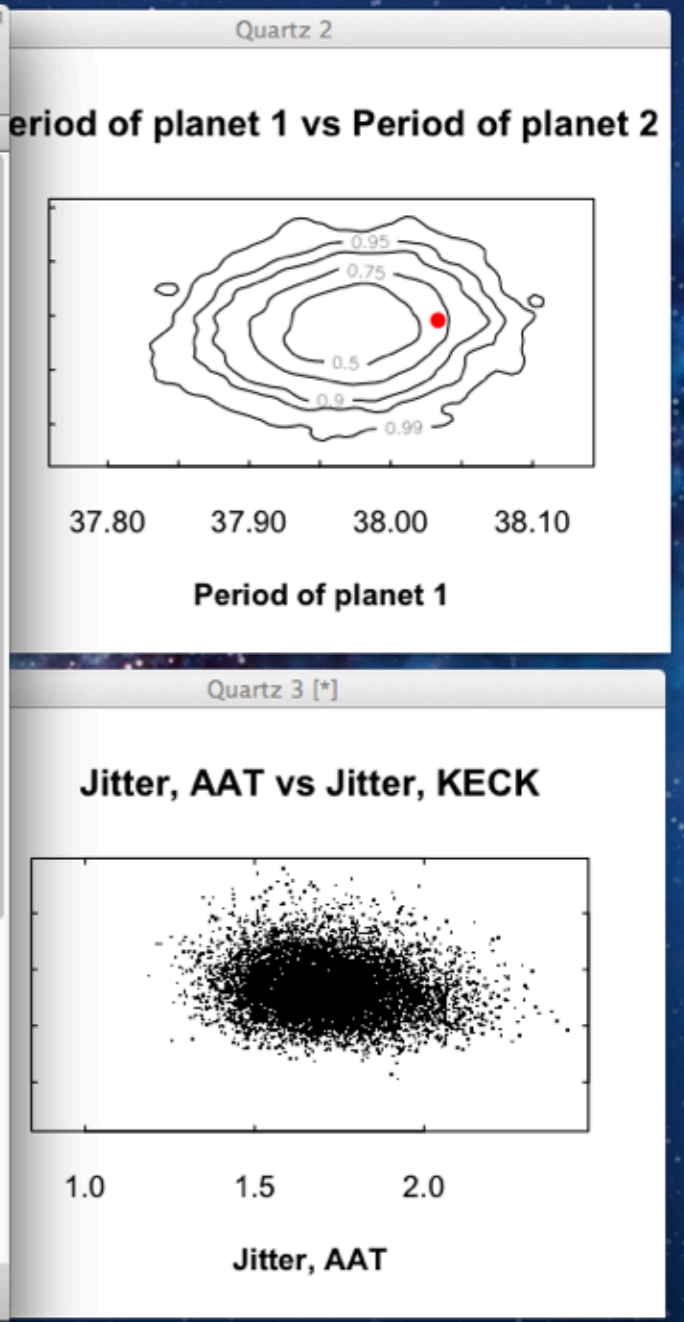 Quartz 2
eriod of planet 1 vs Period of planet 2
0.95
0.75
0.5
0.9
0.99
37.80 37.90 38.00 38.10
Period of planet 1
Quartz 3 [*]
Jitter, AAT vs Jitter, KECK
1.0 1.5 2.0
Jitter, AAT